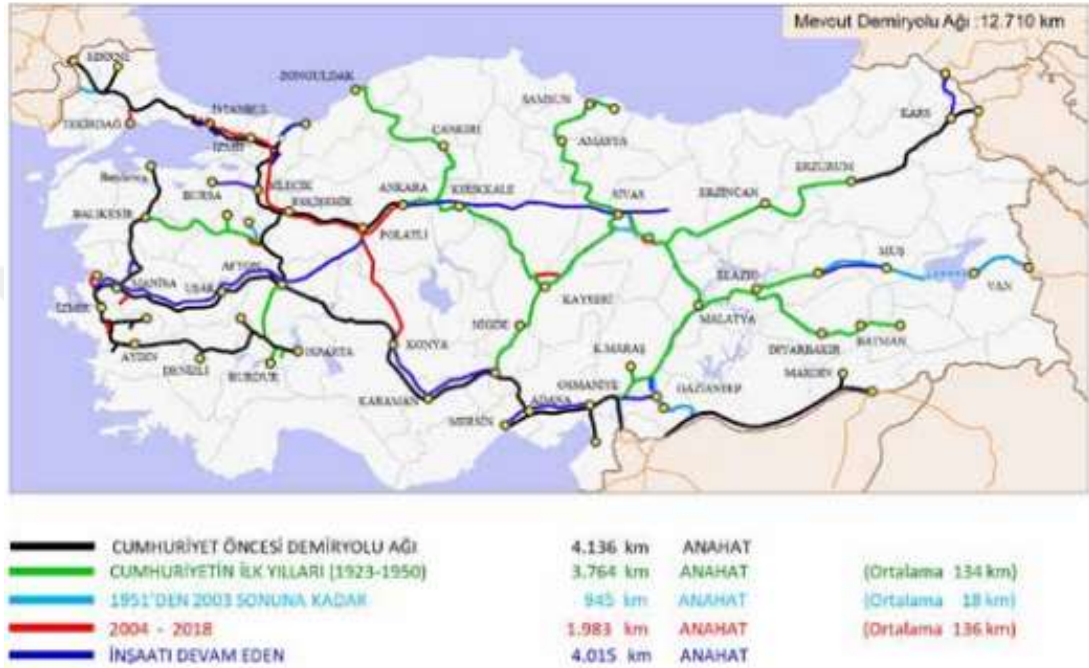 Mevcut Demiryolu Ağı :12.710 km
EDİRNE
ZONGULDAK
İSTANBUL
SAMSUN
TEKİRDAĞ
KARS
ÇANKIRI
AMASYA
İZMİT
ERZURUM
Bandırma
BURSA
BİLECİK
ANKARA
KIRIKKALE
SİVAS
ERZİNCAN
ESKİŞEHİR
BALIKESİR
POLATLI
MUŞ
AFYON
ELAZIĞ
MANİSA
UŞAK
VAN
KAYSERİ
İZMİR
MALATYA
NİĞDE
KONYA
DİYARBAKIR
BATMAN
AYDIN
ISPARTA
K.MARAŞ
DENİZLİ
BURDUR
MARDİN
OSMANİYE
GAZİANTEP
KARAMAN
ADANA
MERSİN
CUMHURİYET ÖNCESİ DEMİRYOLU AĞI 4.136 km ANAHAT
CUMHURİYETİN İLK YILLARI (1923-1950) 3.764 km ANAHAT (Ortalama 134 km)
1951'DEN 2003 SONUNA KADAR 945 km ANAHAT (Ortalama 18 km)
2004 - 2018 1.983 km ANAHAT (Ortalama 136 km)
İNŞAATI DEVAM EDEN 4.015 km ANAHAT